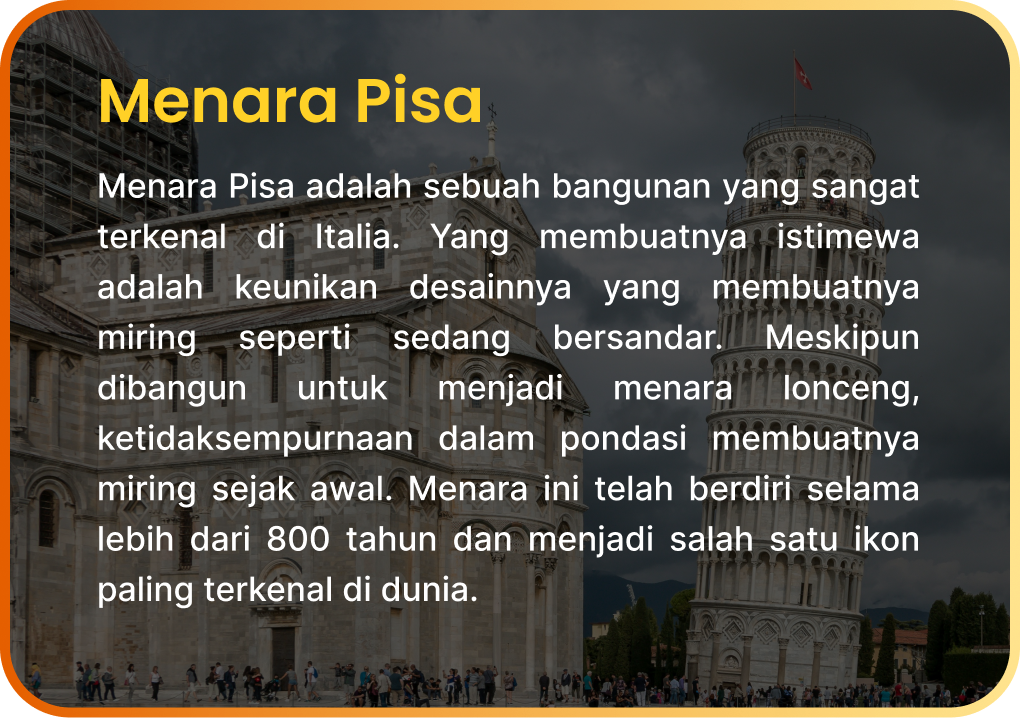 Menara Pisa
Menara Pisa adalah sebuah bangunan yang sangat
terkenal di Italia. Yang membuatnya istimewa
adalah keunikan desainnya yang membuatnya
miring seperti sedang bersandar. Meskipun
dibangun untuk menjadi menara lonceng,
ketidaksempurnaan dalam pondasi membuatnya
miring sejak awal. Menara ini telah berdiri selama
lebih dari 800 tahun dan menjadi salah satu ikon
paling terkenal di dunia.